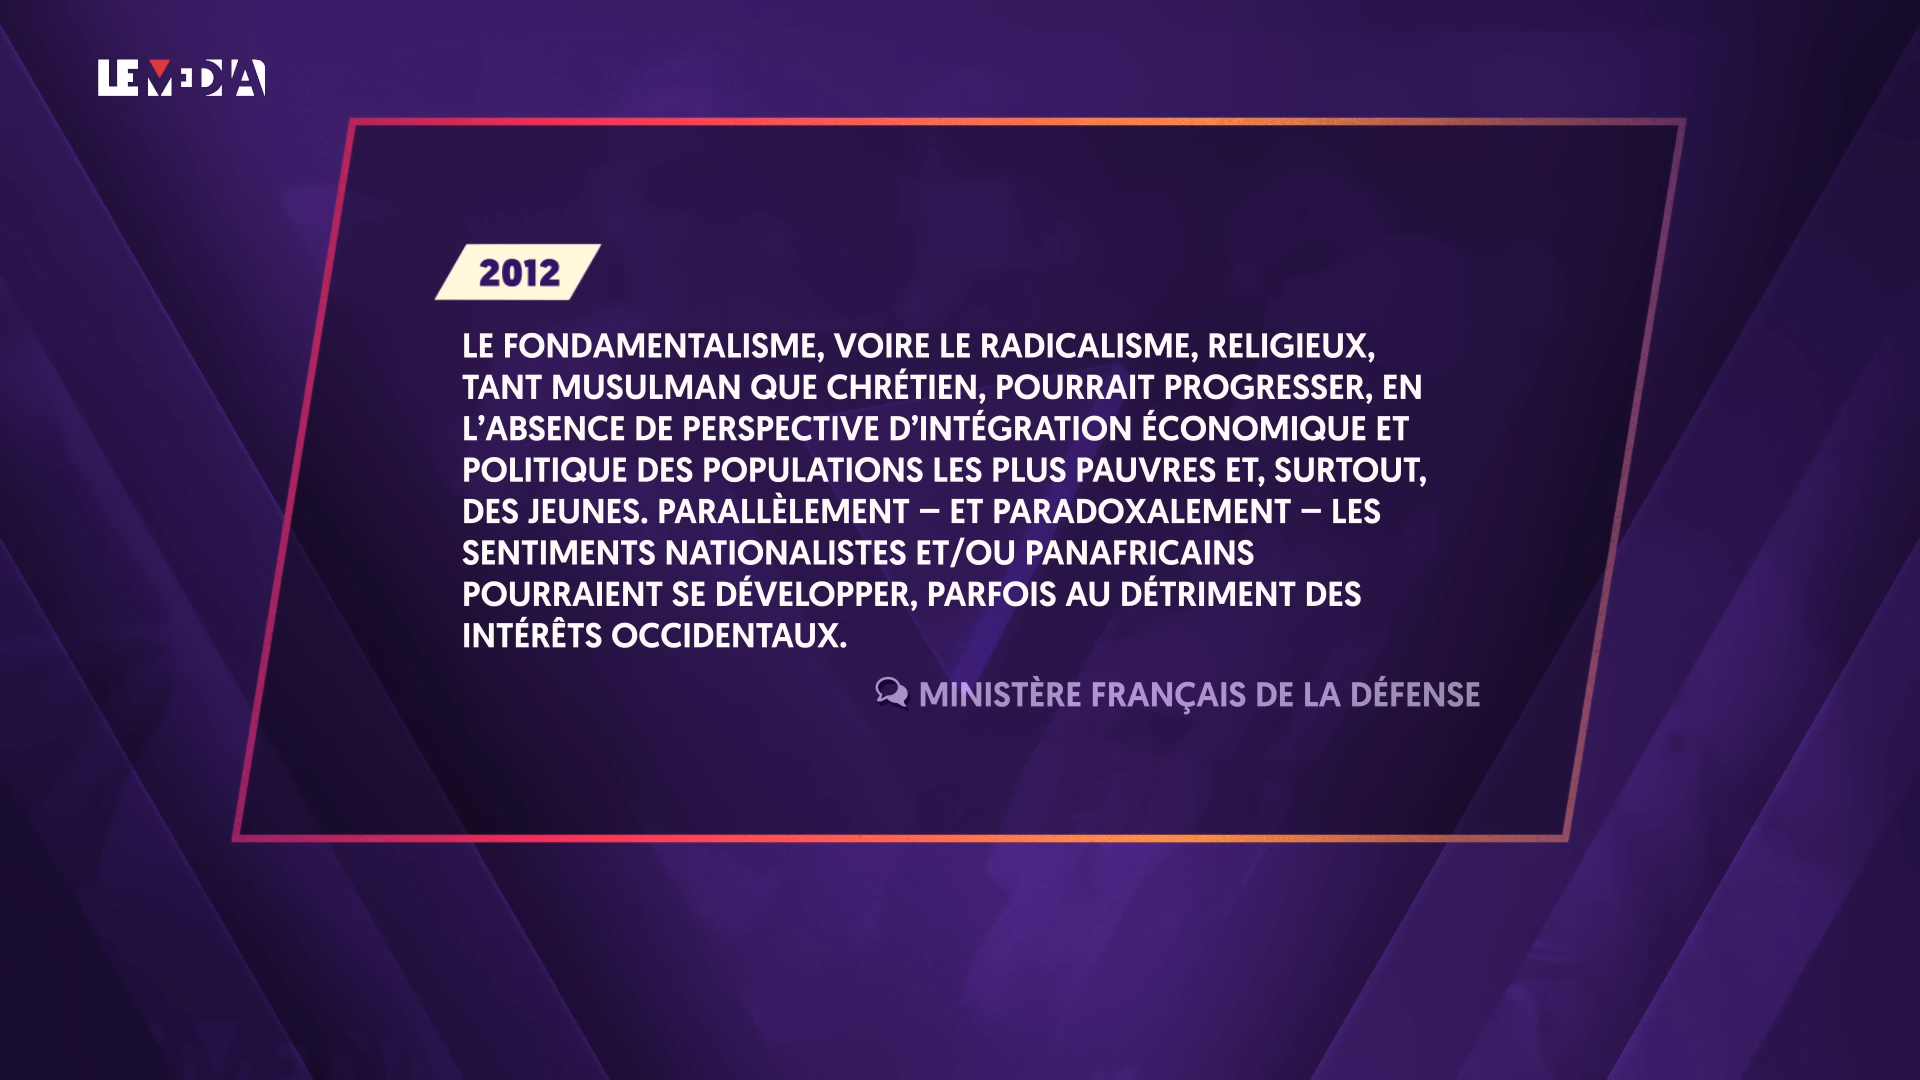 LE MEDIA
2012
LE FONDAMENTALISME, VOIRE LE RADICALISME, RELIGIEUX,
TANT MUSULMAN QUE CHRÉTIEN, POURRAIT PROGRESSER, EN
L’ABSENCE DE PERSPECTIVE D’INTÉGRATION ÉCONOMIQUE ET
POLITIQUE DES POPULATIONS LES PLUS PAUVRES ET, SURTOUT,
DES JEUNES. PARALLÈLEMENT – ET PARADOXALEMENT – LES
SENTIMENTS NATIONALISTES ET/OU PANAFRICAINS
POURRAIENT SE DÉVELOPPER, PARFOIS AU DÉTRIMENT DES
INTÉRÊTS OCCIDENTAUX.
MINISTÈRE FRANÇAIS DE LA DÉFENSE